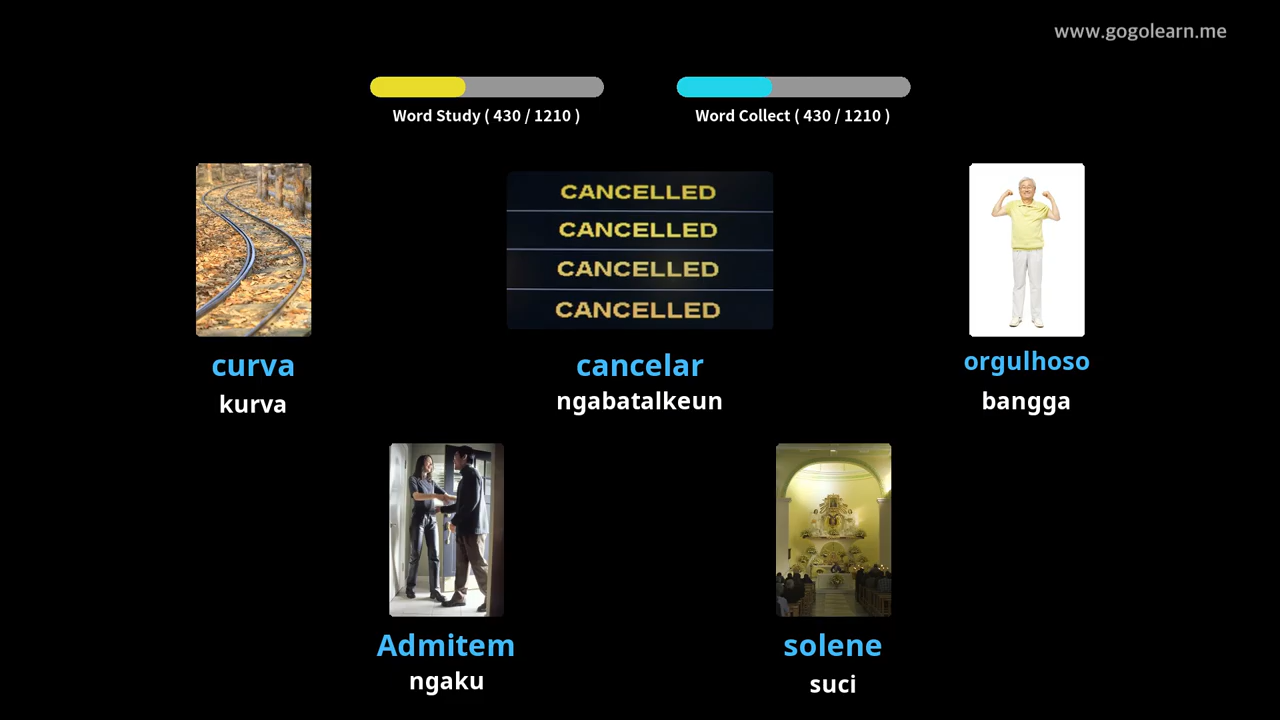 www.gogolearn.me
Word Study ( 430 / 1210 )
Word Collect ( 430 / 1210 )
CANCELLED
CANCELLED
CANCELLED
CANCELLED
curva
kurva
cancelar
ngabatalkeun
orgulhoso
bangga
Admitem
ngaku
solene
suci